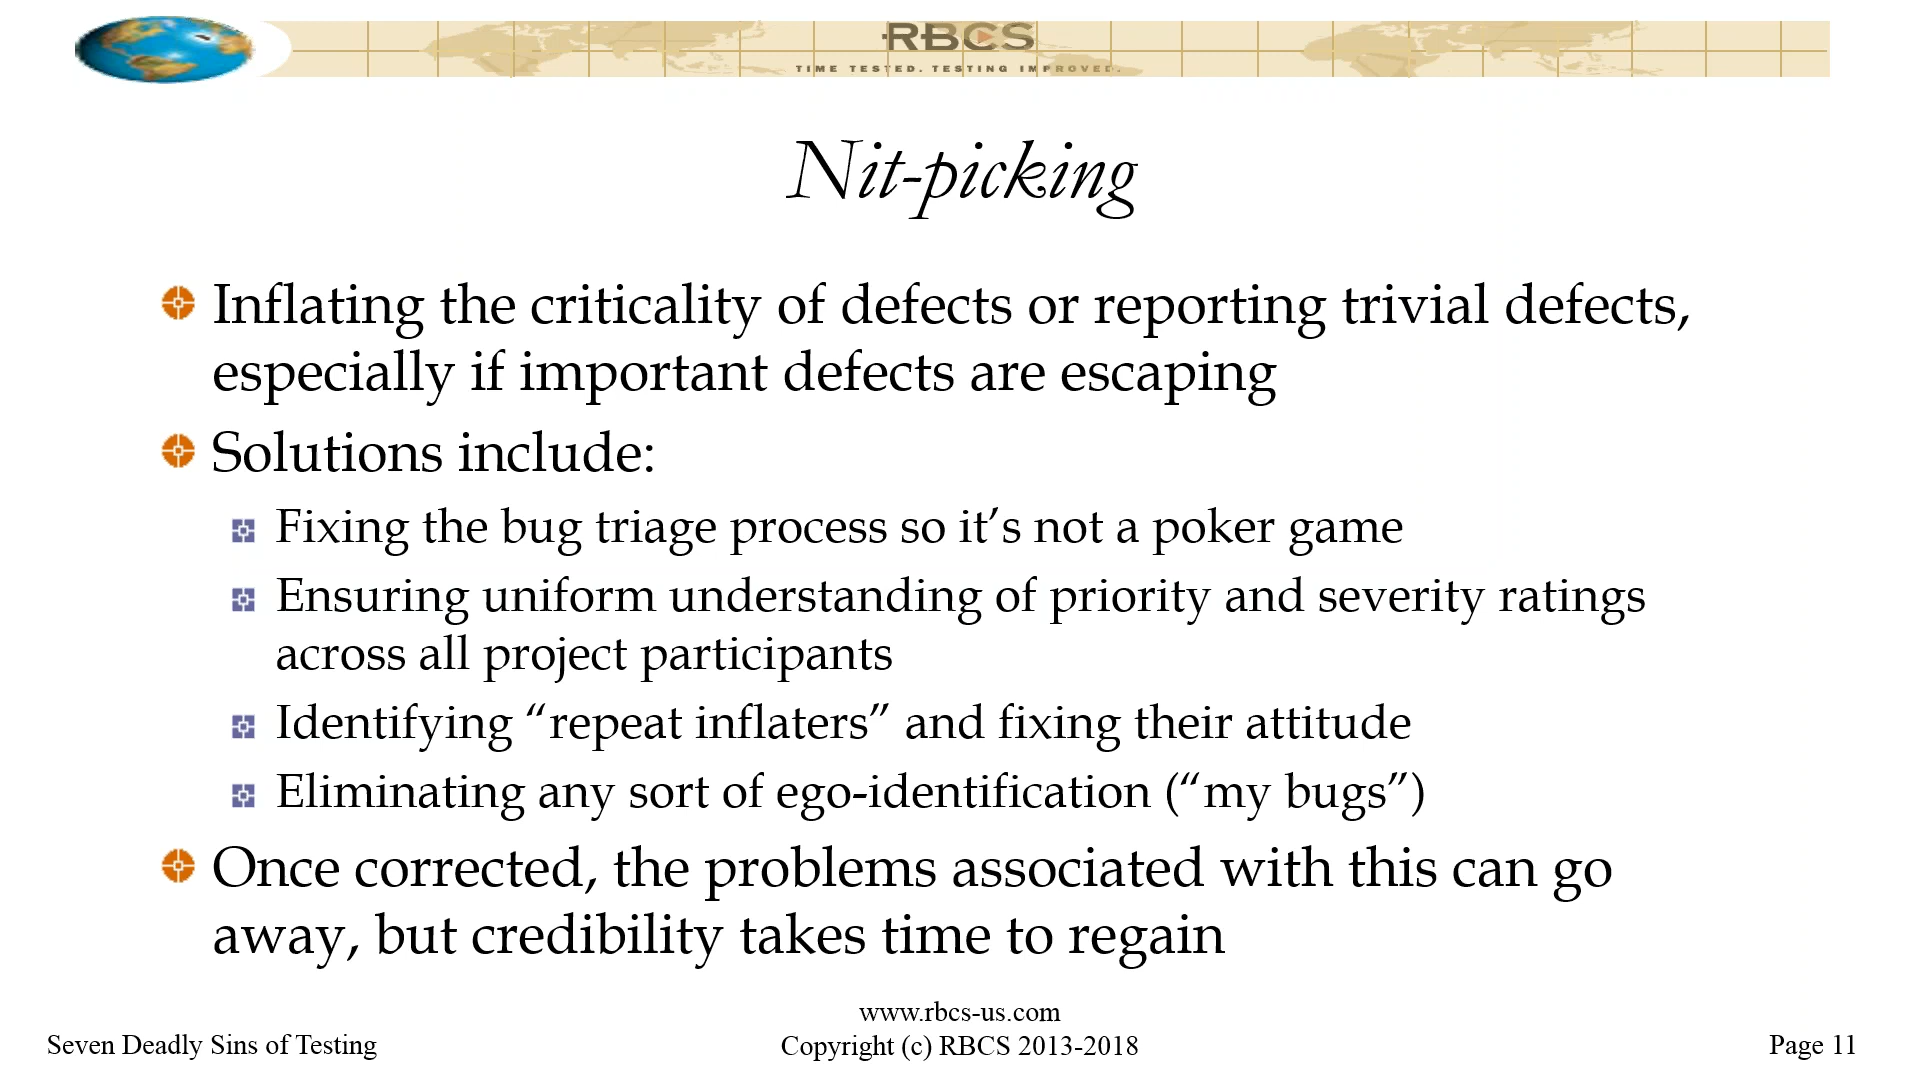 RBCS
TIME TESTED. TESTING IMPROVED.
Nit-picking
Inflating the criticality of defects or reporting trivial defects,
especially if important defects are escaping
Solutions include:
Fixing the bug triage process so it’s not a poker game
Ensuring uniform understanding of priority and severity ratings
across all project participants
Identifying “repeat inflaters” and fixing their attitude
Eliminating any sort of ego-identification (“my bugs”)
Once corrected, the problems associated with this can go
away, but credibility takes time to regain
www.rbcs-us.com
Seven Deadly Sins of Testing
Copyright (c) RBCS 2013-2018
Page 11